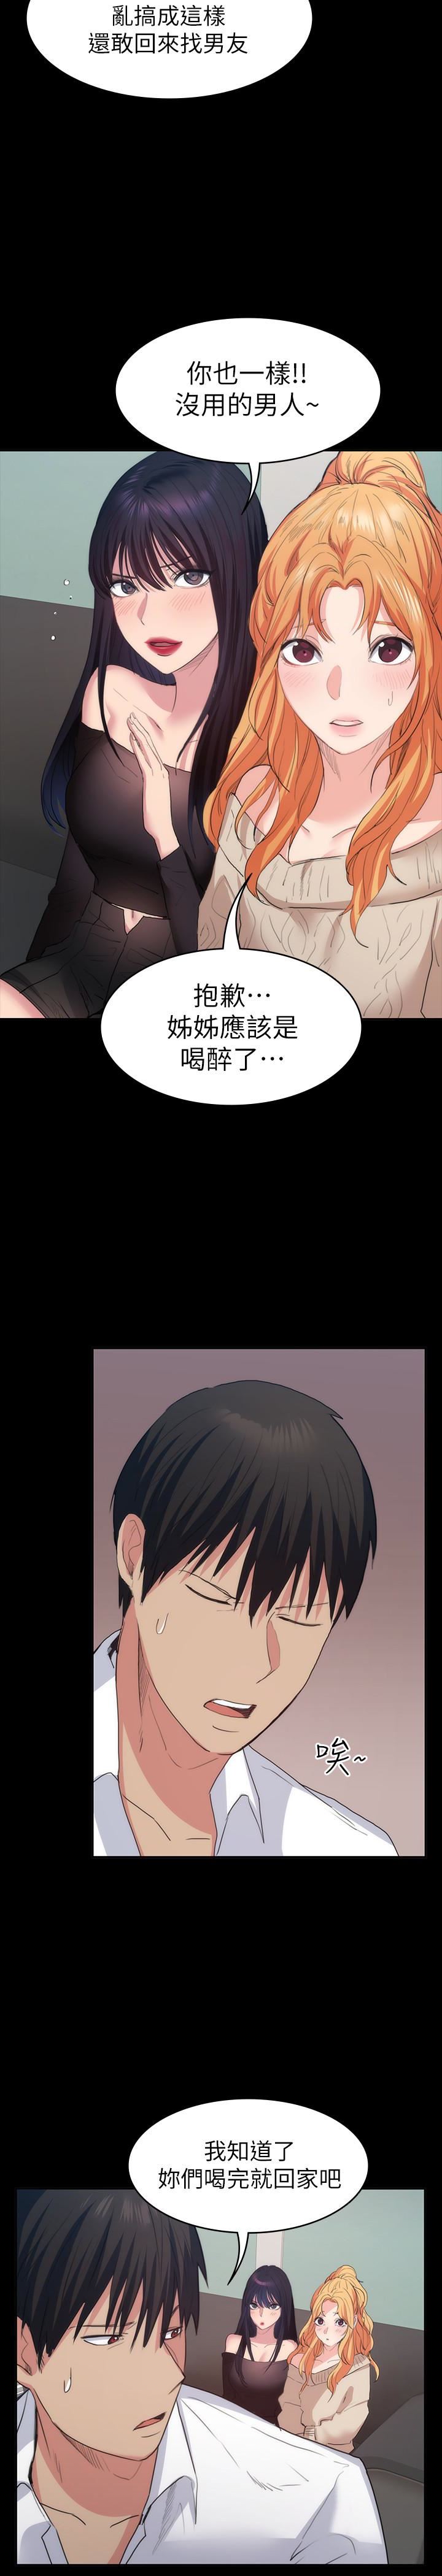 亂搞成這樣
還敢回來找男友
你也一樣!!
沒用的男人~
抱歉⋯
姊姊應該是
喝醉了⋯
唉~
我知道了
妳們喝完就回家吧